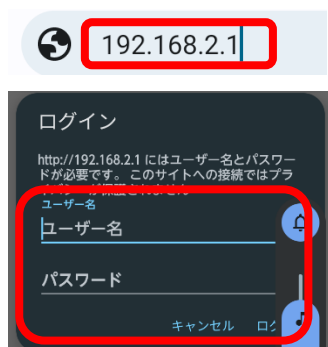 192.168.2.1
ログイン
http://192.168.2.1 にはユーザー名とパスワー
ドが必要です。このサイトへの接続ではプラ
ユーザー名
ユーザー名
パスワード
キャンセル ログ